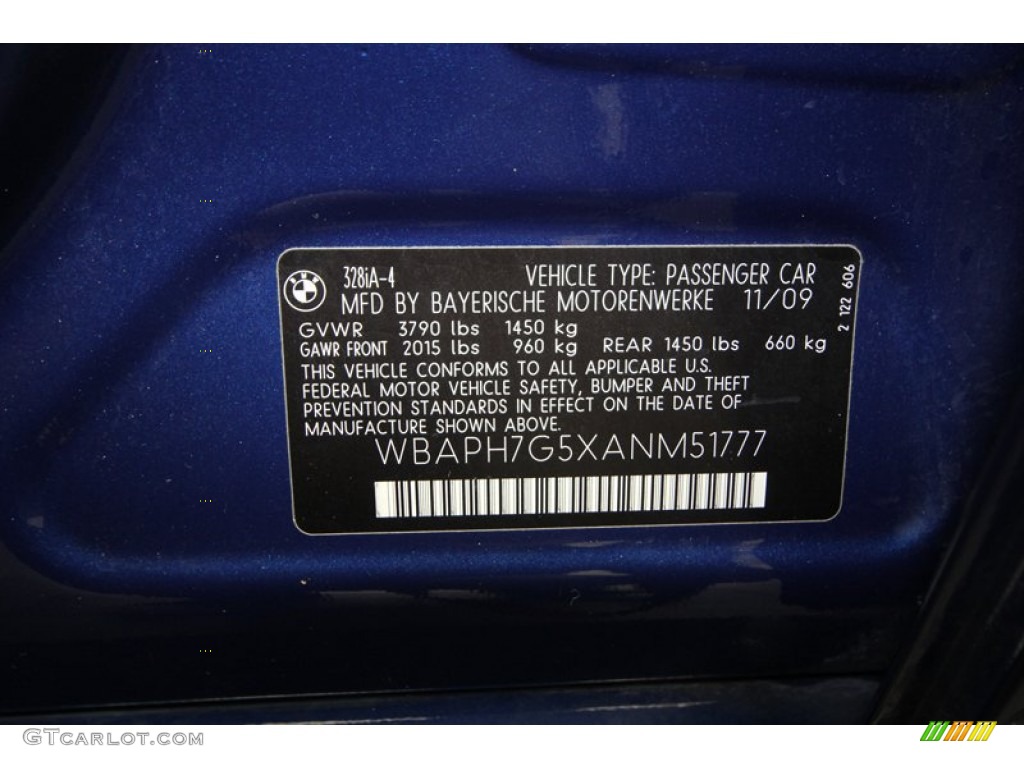 328iA-4 VEHICLE TYPE: PASSENGER CAR
MFD BY BAYERISCHE MOTORENWERKE 11/09
GVWR 3790 lbs 1450 kg
GAWR FRONT 2015 lbs 960 kg REAR 1450 lbs 660 kg
THIS VEHICLE CONFORMS TO ALL APPLICABLE U.S.
FEDERAL MOTOR VEHICLE SAFETY, BUMPER AND THEFT
PREVENTION STANDARDS IN EFFECT ON THE DATE OF
MANUFACTURE SHOWN ABOVE.
WBAPH7G5XANM51777
2 122 606
BMW
GTcarlot.com